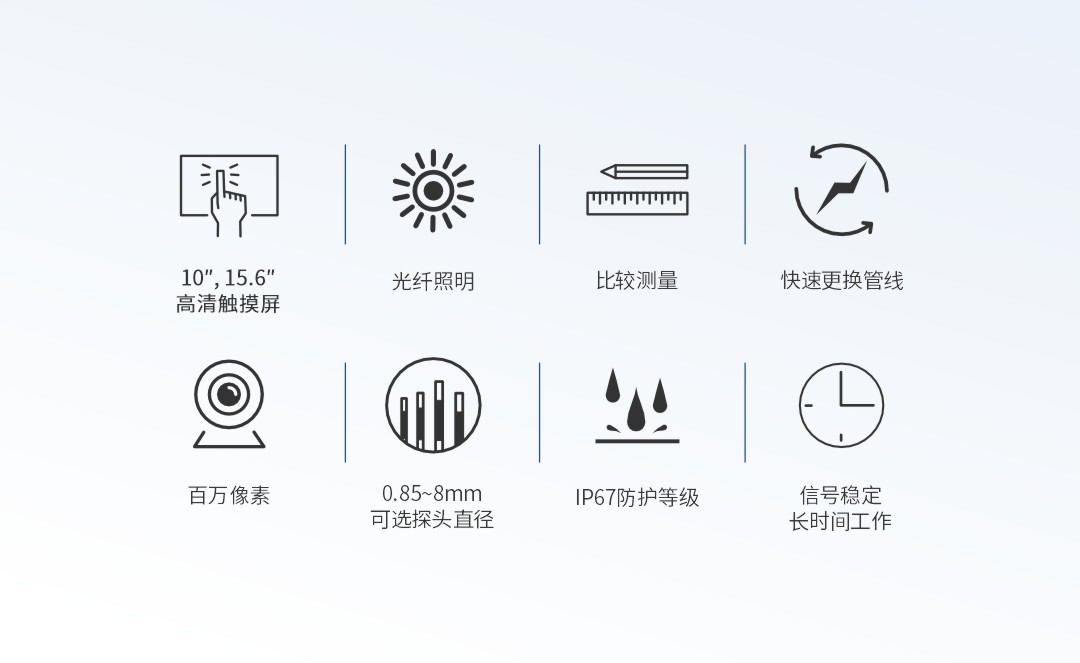 10″, 15.6″
高清触摸屏
光纤照明
比较测量
快速更换管线
百万像素
0.85~8mm
可选探头直径
IP67防护等级
信号稳定
长时间工作